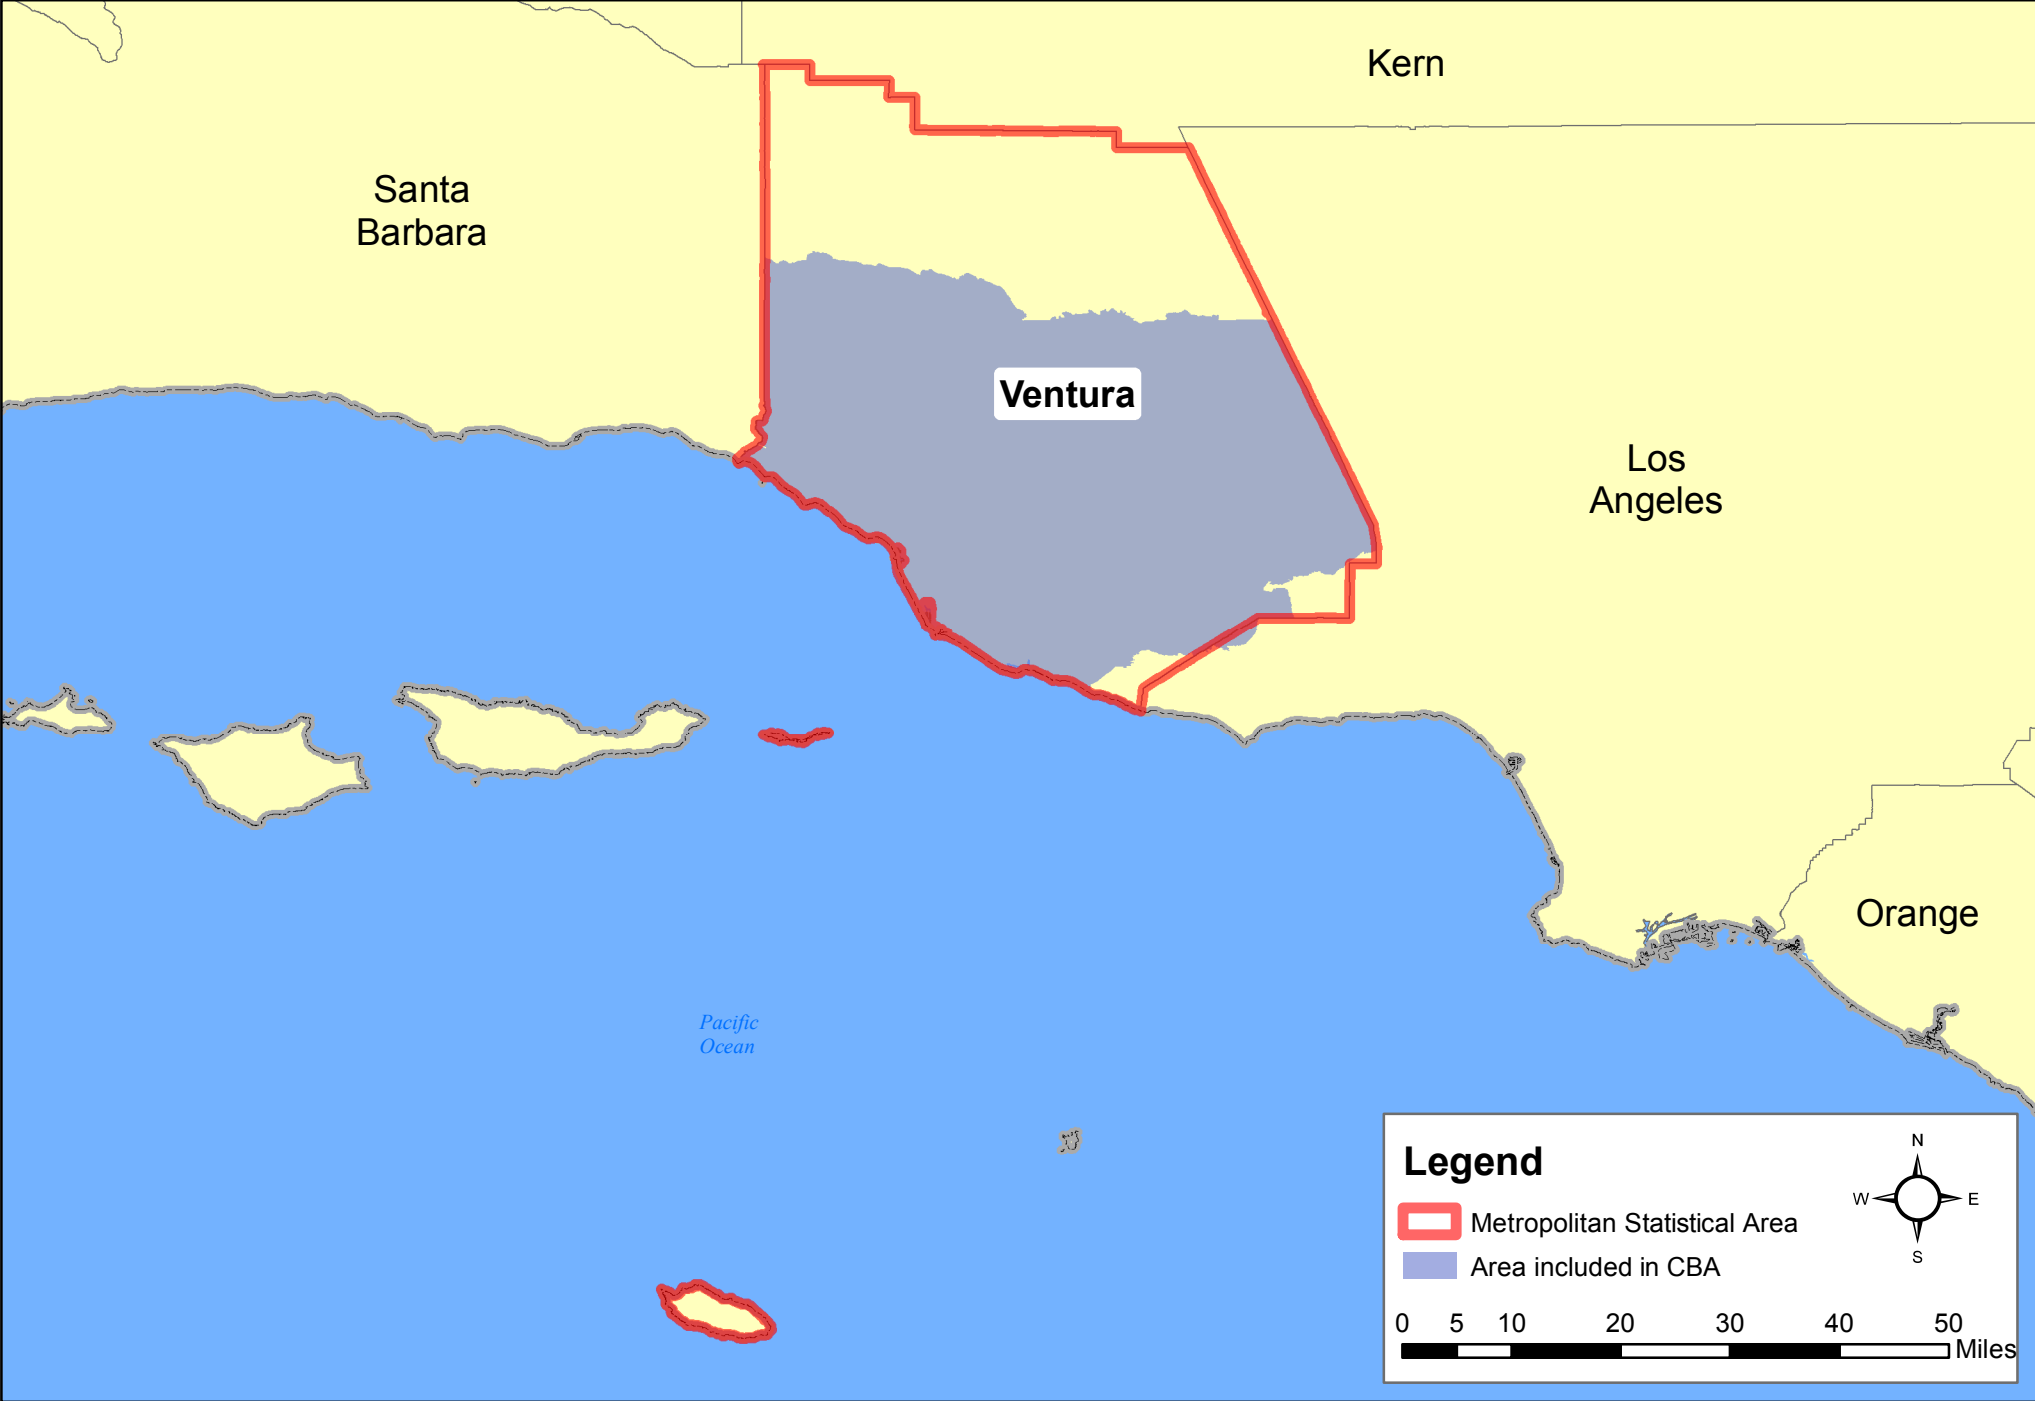 Kern
Santa
Barbara
Ventura
Los
Angeles
Orange
Pacific
Ocean
Legend
N
W E
S
Metropolitan Statistical Area
Area included in CBA
0 5 10 20 30 40 50
Miles